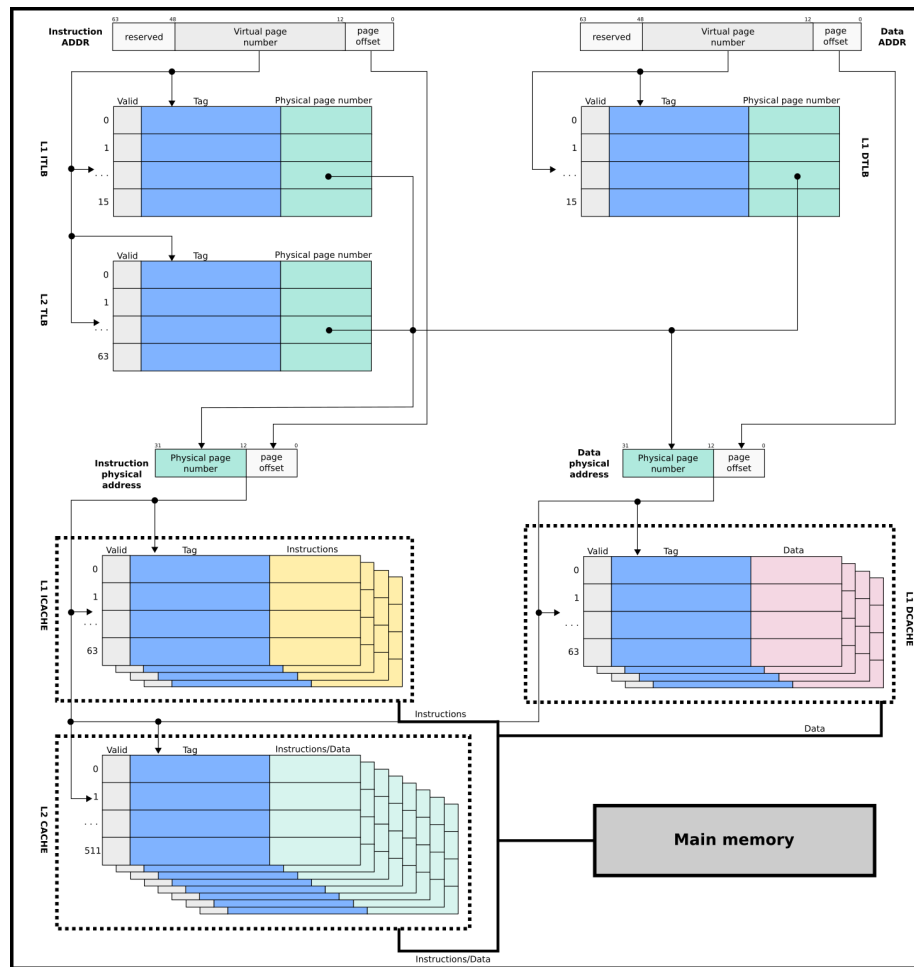 63 48 12 0
Instruction
ADDR
reserved
Virtual page
number
page
offset
63 48 12 0
reserved
Virtual page
number
page
offset
Data
ADDR
Valid Tag Physical page number
L1 ITLB
0
1
...
15
Valid Tag Physical page number
0
1
...
15
L1 DTLB
Valid Tag Physical page number
L2 TLB
0
1
...
63
31 12 0
Instruction
physical
address
Physical page
number
page
offset
31 12 0
Data
physical
address
Physical page
number
page
offset
Valid Tag Instructions
L1 ICACHE
0
1
...
63
Valid Tag Data
0
1
...
63
L1 DCACHE
Instructions
Data
Valid Tag Instructions/Data
L2 CACHE
0
1
...
511
Main memory
Instructions/Data